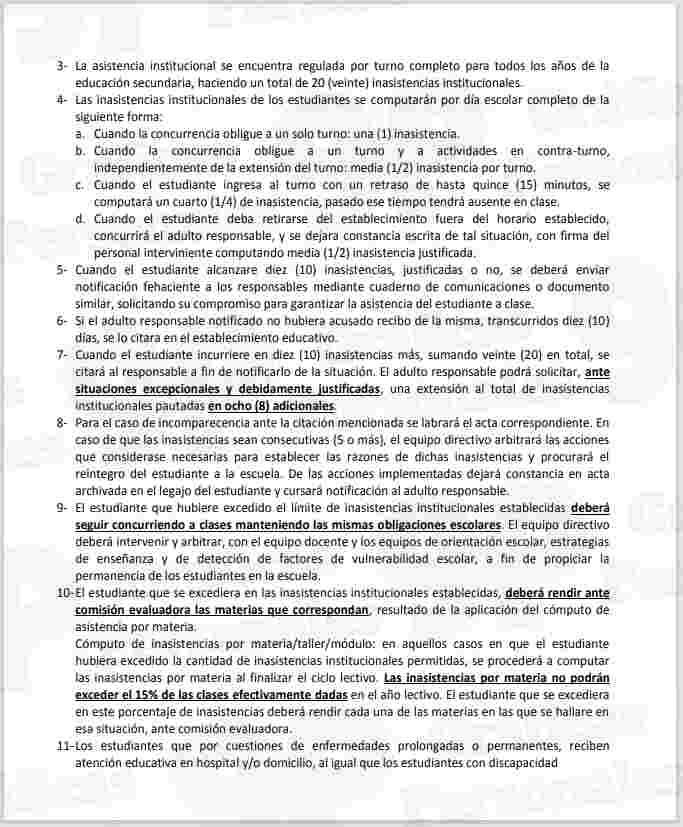 3- La asistencia institucional se encuentra regulada por turno completo para todos los años de la
educación secundaria, haciendo un total de 20 (veinte) inasistencias institucionales.
4- Las inasistencias institucionales de los estudiantes se computarán por día escolar completo de la
siguiente forma:
a. Cuando la concurrencia obligue a un solo turno: una (1) inasistencia.
b. Cuando la concurrencia obligue a un turno y a actividades en contra-turno,
independientemente de la extensión del turno: media (1/2) inasistencia por turno.
c. Cuando el estudiante ingresa al turno con un retraso de hasta quince (15) minutos, se
computará un cuarto (1/4) de inasistencia, pasado ese tiempo tendrá ausente en clase.
d. Cuando el estudiante deba retirarse del establecimiento fuera del horario establecido,
concurrirá el adulto responsable, y se dejara constancia escrita de tal situación, con firma del
personal interviniente computando media (1/2) inasistencia justificada.
5- Cuando el estudiante alcanzare diez (10) inasistencias, justificadas o no, se deberá enviar
notificación fehaciente a los responsables mediante cuaderno de comunicaciones o documento
similar, solicitando su compromiso para garantizar la asistencia del estudiante a clase.
6- Si el adulto responsable notificado no hubiera acusado recibo de la misma, transcurridos diez (10)
días, se lo citara en el establecimiento educativo.
7- Cuando el estudiante incurriere en diez (10) inasistencias más, sumando veinte (20) en total, se
citará al responsable a fin de notificarlo de la situación. El adulto responsable podrá solicitar, ante
situaciones excepcionales y debidamente justificadas, una extensión al total de inasistencias
institucionales pautadas en ocho (8) adicionales.
8- Para el caso de incomparecencia ante la citación mencionada se labrará el acta correspondiente. En
caso de que las inasistencias sean consecutivas (5 o más), el equipo directivo arbitrará las acciones
que considerase necesarias para establecer las razones de dichas inasistencias y procurará el
reintegro del estudiante a la escuela. De las acciones implementadas dejará constancia en acta
archivada en el legajo del estudiante y cursará notificación al adulto responsable.
9- El estudiante que hubiere excedido el límite de inasistencias institucionales establecidas deberá
seguir concurriendo a clases manteniendo las mismas obligaciones escolares. El equipo directivo
deberá intervenir y arbitrar, con el equipo docente y los equipos de orientación escolar, estrategias
de enseñanza y de detección de factores de vulnerabilidad escolar, a fin de propiciar la
permanencia de los estudiantes en la escuela.
10-El estudiante que se excediera en las inasistencias institucionales establecidas, deberá rendir ante
comisión evaluadora las materias que correspondan, resultado de la aplicación del cómputo de
asistencia por materia.
Cómputo de inasistencias por materia/taller/módulo: en aquellos casos en que el estudiante
hubiera excedido la cantidad de inasistencias institucionales permitidas, se procederá a computar
las inasistencias por materia al finalizar el ciclo lectivo. Las inasistencias por materia no podrán
exceder el 15% de las clases efectivamente dadas en el año lectivo. El estudiante que se excediera
en este porcentaje de inasistencias deberá rendir cada una de las materias en las que se hallare en
esa situación, ante comisión evaluadora.
11-Los estudiantes que por cuestiones de enfermedades prolongadas o permanentes, reciben
atención educativa en hospital y/o domicilio, al igual que los estudiantes con discapacidad